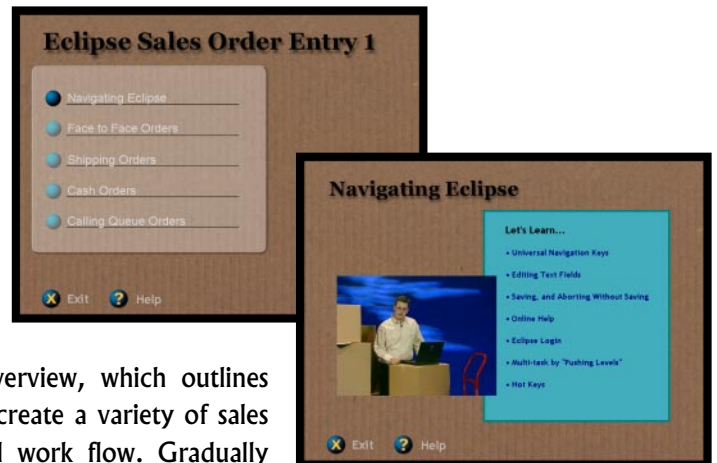 Eclipse Sales Order Entry 1
Navigating Eclipse
Face to Face Orders
Shipping Orders
Cash Orders
Calling Queue Orders
Exit
Help
Navigating Eclipse
Let's Learn...
• Universal Navigation Keys
• Editing Text Fields
• Saving, and Aborting Without Saving
• Online Help
• Eclipse Login
• Multi-task by "Pushing Levels"
• Hot Keys
Exit
Help
verview, which outlines
create a variety of sales
work flow. Gradually